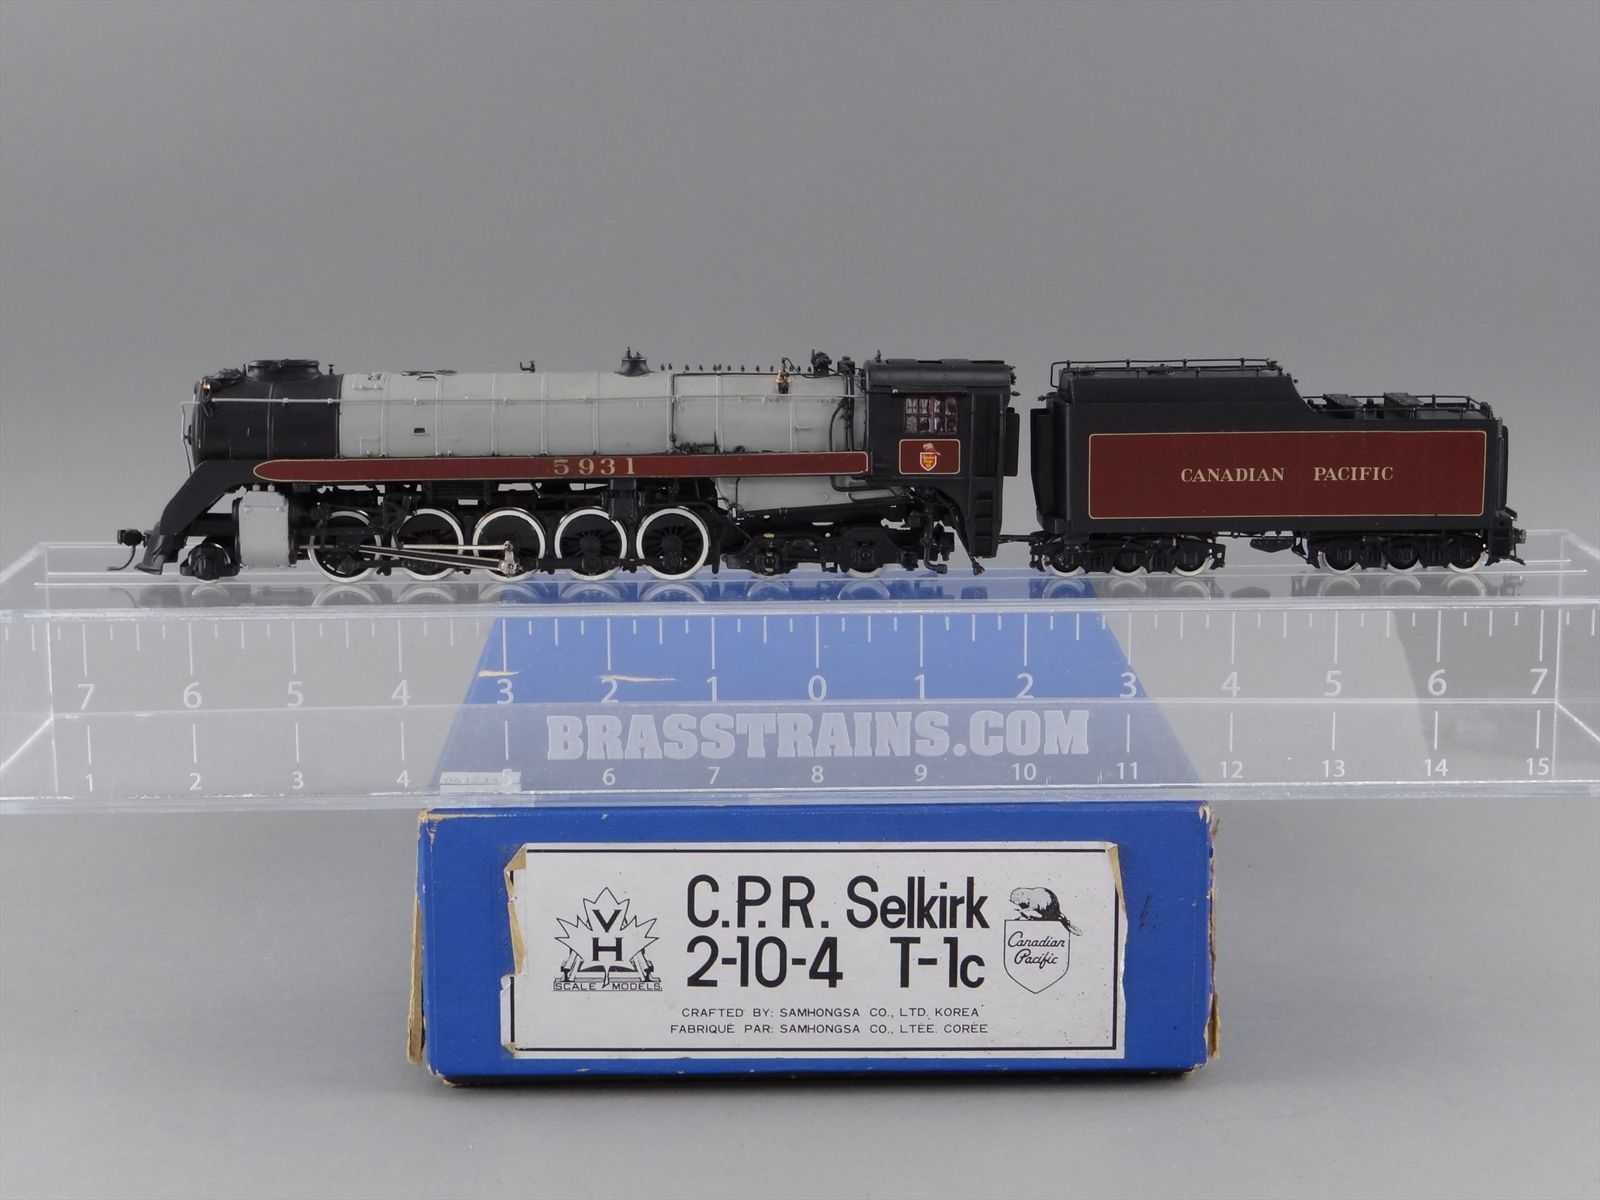 5931
CANADIAN PACIFIC
7 6 5 4 3 2 1 0 1 2 3 4 5 6 7
BRASSTRAINS.COM
1 2 3 4 5 6 7 8 9 10 11 12 13 14 15
V
H
SCALE MODELS
C.P.R. Selkirk
2-10-4 T-1c
Canadian
Pacific
CRAFTED BY: SAMHONGSA CO., LTD. KOREA
FABRIQUÉ PAR: SAMHONGSA CO., LTÉE. CORÉE